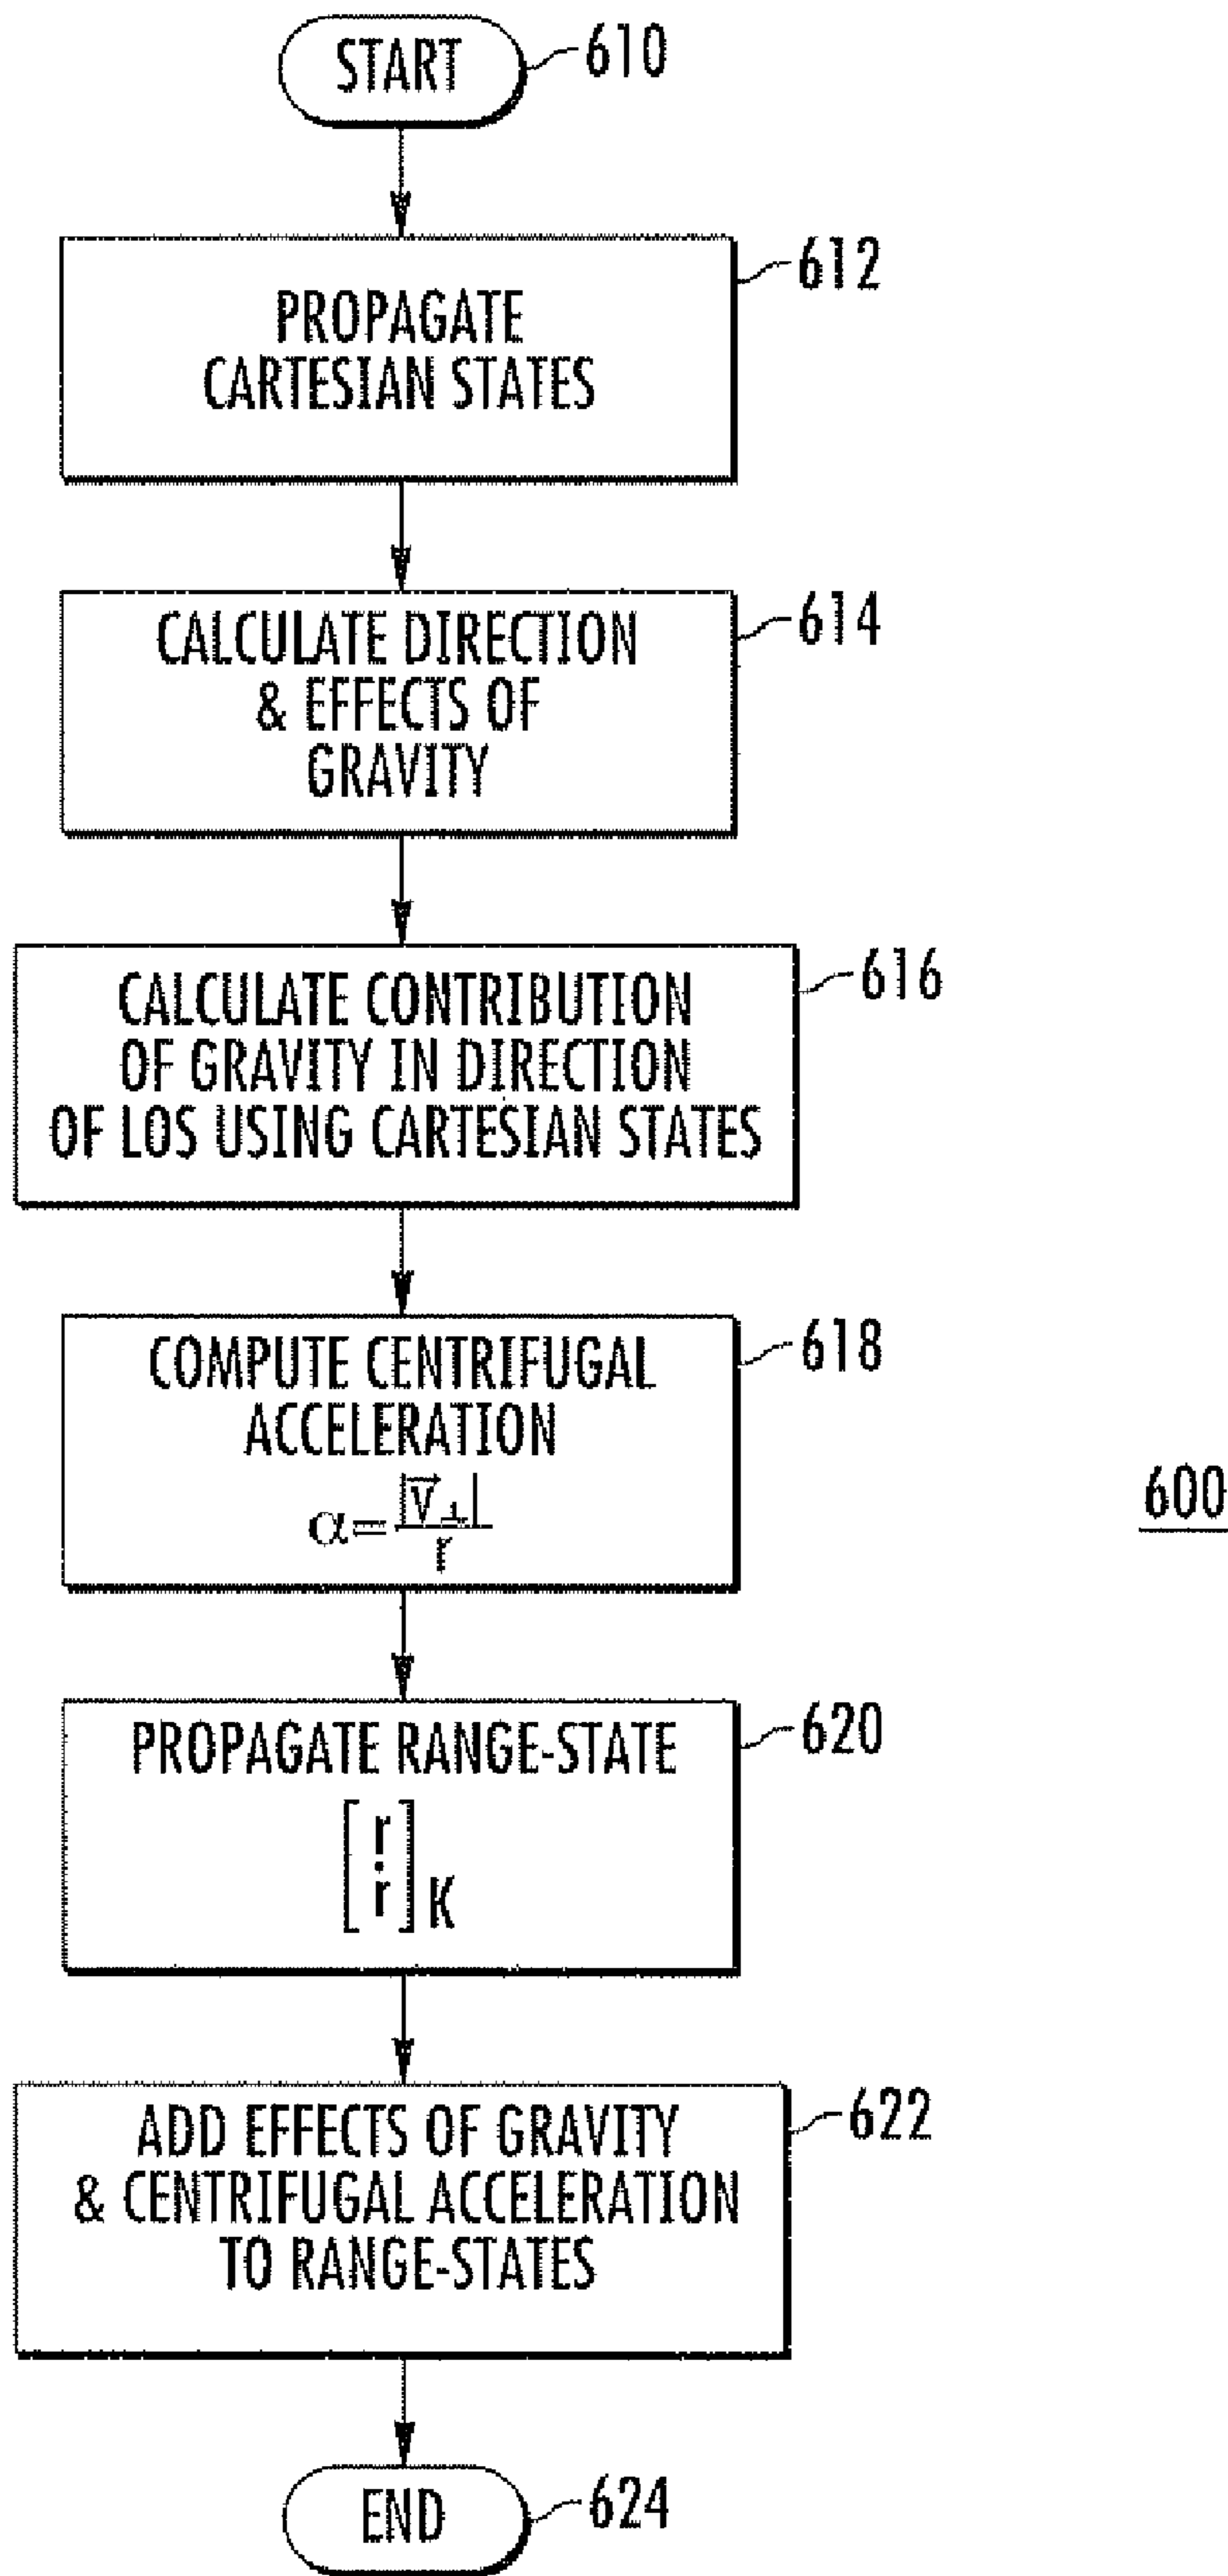 START
610
612
PROPAGATE
CARTESIAN STATES
614
CALCULATE DIRECTION
& EFFECTS OF
GRAVITY
616
CALCULATE CONTRIBUTION
OF GRAVITY IN DIRECTION
OF LOS USING CARTESIAN STATES
618
COMPUTE CENTRIFUGAL
ACCELERATION
α=|V⃗⊥|/r
600
620
PROPAGATE RANGE-STATE
[r ṙ]K
622
ADD EFFECTS OF GRAVITY
& CENTRIFUGAL ACCELERATION
TO RANGE-STATES
END
624